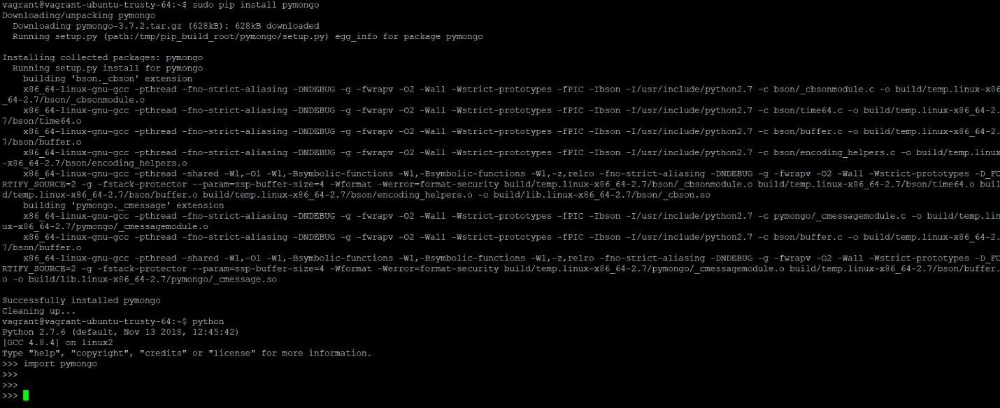 vagrant@vagrant-ubuntu-trusty-64:~$ sudo pip install pymongo
Downloading/unpacking pymongo
  Downloading pymongo-3.7.2.tar.gz (628kB): 628kB downloaded
  Running setup.py (path:/tmp/pip_build_root/pymongo/setup.py) egg_info for package pymongo

Installing collected packages: pymongo
  Running setup.py install for pymongo
    building 'bson._cbson' extension
    x86_64-linux-gnu-gcc -pthread -fno-strict-aliasing -DNDEBUG -g -fwrapv -O2 -Wall -Wstrict-prototypes -fPIC -Ibson -I/usr/include/python2.7 -c bson/_cbsonmodule.c -o build/temp.linux-x86
_64-2.7/bson/_cbsonmodule.o
    x86_64-linux-gnu-gcc -pthread -fno-strict-aliasing -DNDEBUG -g -fwrapv -O2 -Wall -Wstrict-prototypes -fPIC -Ibson -I/usr/include/python2.7 -c bson/time64.c -o build/temp.linux-x86_64-2.
7/bson/time64.o
    x86_64-linux-gnu-gcc -pthread -fno-strict-aliasing -DNDEBUG -g -fwrapv -O2 -Wall -Wstrict-prototypes -fPIC -Ibson -I/usr/include/python2.7 -c bson/buffer.c -o build/temp.linux-x86_64-2.
7/bson/buffer.o
    x86_64-linux-gnu-gcc -pthread -fno-strict-aliasing -DNDEBUG -g -fwrapv -O2 -Wall -Wstrict-prototypes -fPIC -Ibson -I/usr/include/python2.7 -c bson/encoding_helpers.c -o build/temp.linux
-x86_64-2.7/bson/encoding_helpers.o
    x86_64-linux-gnu-gcc -pthread -shared -Wl,-O1 -Wl,-Bsymbolic-functions -Wl,-Bsymbolic-functions -Wl,-z,relro -fno-strict-aliasing -DNDEBUG -g -fwrapv -O2 -Wall -Wstrict-prototypes -D_FO
RTIFY_SOURCE=2 -g -fstack-protector --param=ssp-buffer-size=4 -Wformat -Werror=format-security build/temp.linux-x86_64-2.7/bson/_cbsonmodule.o build/temp.linux-x86_64-2.7/bson/time64.o buil
d/temp.linux-x86_64-2.7/bson/buffer.o build/temp.linux-x86_64-2.7/bson/encoding_helpers.o -o build/lib.linux-x86_64-2.7/bson/_cbson.so
    building 'pymongo._cmessage' extension
    x86_64-linux-gnu-gcc -pthread -fno-strict-aliasing -DNDEBUG -g -fwrapv -O2 -Wall -Wstrict-prototypes -fPIC -Ibson -I/usr/include/python2.7 -c pymongo/_cmessagemodule.c -o build/temp.lin
ux-x86_64-2.7/pymongo/_cmessagemodule.o
    x86_64-linux-gnu-gcc -pthread -fno-strict-aliasing -DNDEBUG -g -fwrapv -O2 -Wall -Wstrict-prototypes -fPIC -Ibson -I/usr/include/python2.7 -c bson/buffer.c -o build/temp.linux-x86_64-2.
7/bson/buffer.o
    x86_64-linux-gnu-gcc -pthread -shared -Wl,-O1 -Wl,-Bsymbolic-functions -Wl,-Bsymbolic-functions -Wl,-z,relro -fno-strict-aliasing -DNDEBUG -g -fwrapv -O2 -Wall -Wstrict-prototypes -D_FO
RTIFY_SOURCE=2 -g -fstack-protector --param=ssp-buffer-size=4 -Wformat -Werror=format-security build/temp.linux-x86_64-2.7/pymongo/_cmessagemodule.o build/temp.linux-x86_64-2.7/bson/buffer.
o -o build/lib.linux-x86_64-2.7/pymongo/_cmessage.so

Successfully installed pymongo
Cleaning up...
vagrant@vagrant-ubuntu-trusty-64:~$ python
Python 2.7.6 (default, Nov 13 2018, 12:45:42)
[GCC 4.8.4] on linux2
Type "help", "copyright", "credits" or "license" for more information.
>>> import pymongo
>>>
>>>
>>>